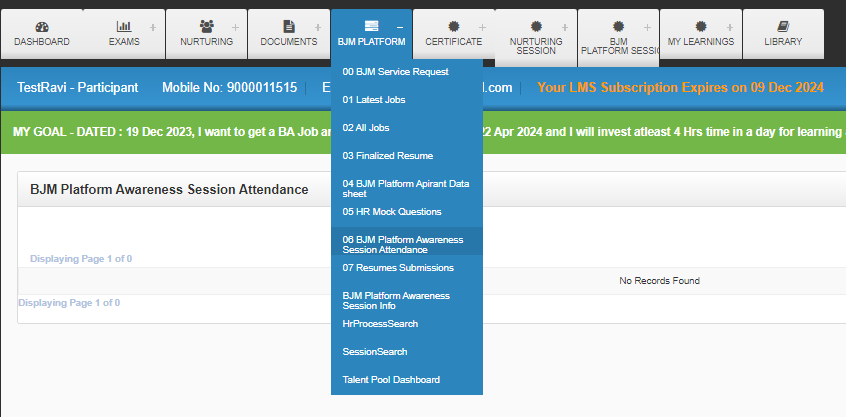 DASHBOARD
EXAMS
NURTURING
DOCUMENTS
BJM PLATFORM
CERTIFICATE
NURTURING
SESSION
BJM
PLATFORM SESSIO
MY LEARNINGS
LIBRARY
TestRavi - Participant Mobile No: 9000011515 | E l.com | Your LMS Subscription Expires on 09 Dec 2024
MY GOAL - DATED : 19 Dec 2023, I want to get a BA Job an 22 Apr 2024 and I will invest atleast 4 Hrs time in a day for learning
00 BJM Service Request
01 Latest Jobs
02 All Jobs
03 Finalized Resume
04 BJM Platform Apirant Data
sheet
05 HR Mock Questions
06 BJM Platform Awareness
Session Attendance
07 Resumes Submissions
BJM Platform Awareness
Session Info
HrProcessSearch
SessionSearch
Talent Pool Dashboard
BJM Platform Awareness Session Attendance
Displaying Page 1 of 0
No Records Found
Displaying Page 1 of 0